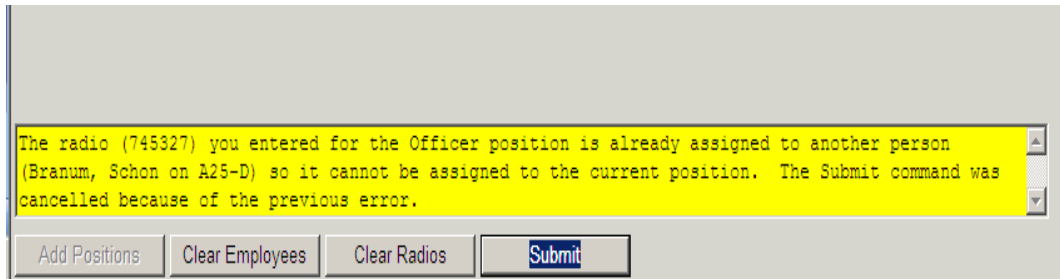 The radio (745327) you entered for the Officer position is already assigned to another person
(Branum, Schon on A25-D) so it cannot be assigned to the current position.  The Submit command was
cancelled because of the previous error.
Add Positions Clear Employees Clear Radios Submit